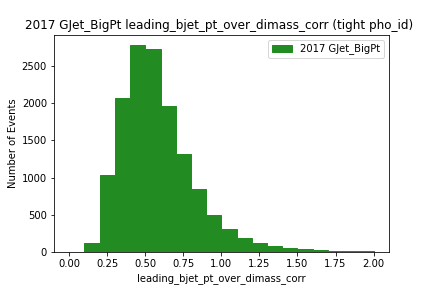 2017 GJet_BigPt leading_bjet_pt_over_dimass_corr (tight pho_id)
2017 GJet_BigPt
Number of Events
2500
2000
1500
1000
500
0
0.00 0.25 0.50 0.75 1.00 1.25 1.50 1.75 2.00
leading_bjet_pt_over_dimass_corr